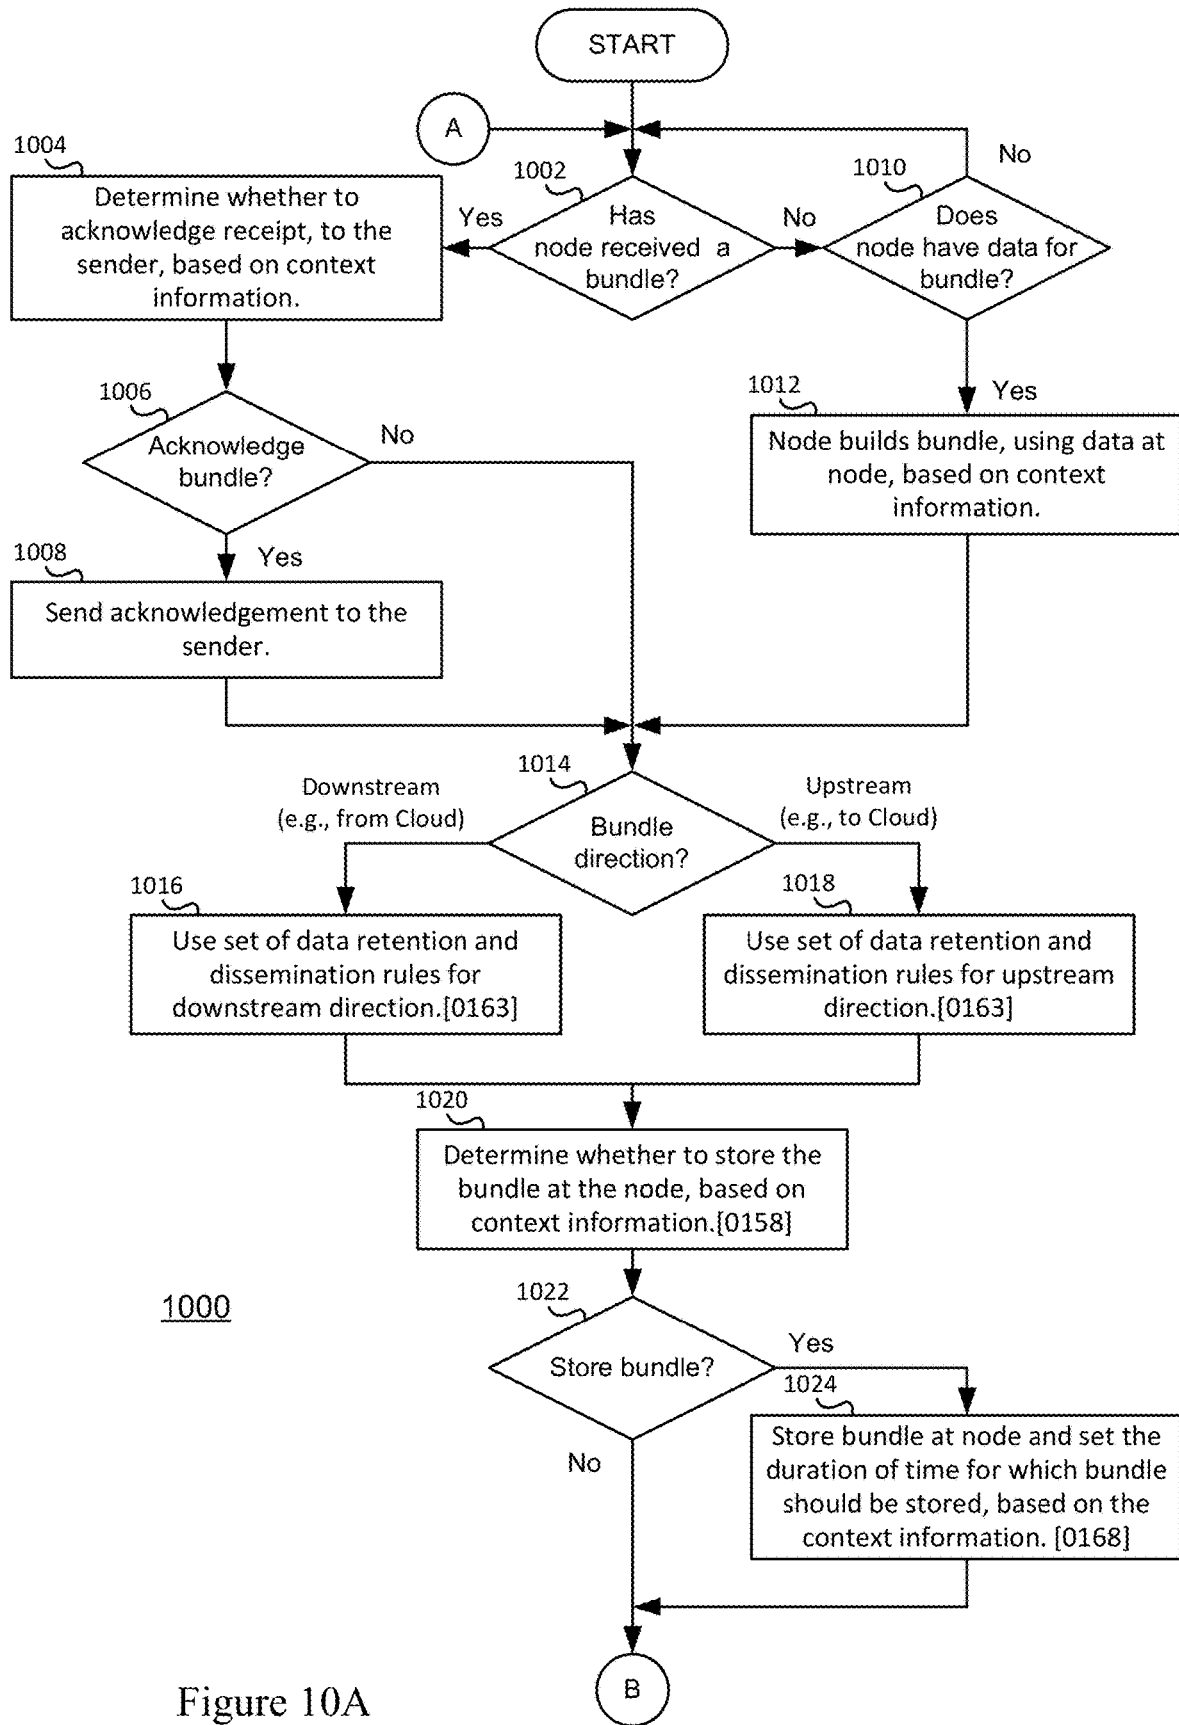 START
A
1004
Determine whether to
acknowledge receipt, to the
sender, based on context
information.
Yes
1002
Has
node received a
bundle?
No
1010
No
Does
node have data for
bundle?
1006
Acknowledge
bundle?
No
Yes
1012
Node builds bundle, using data at
node, based on context
information.
1008
Yes
Send acknowledgement to the
sender.
Downstream
(e.g., from Cloud)
1014
Bundle
direction?
Upstream
(e.g., to Cloud)
1016
Use set of data retention and
dissemination rules for
downstream direction.[0163]
1018
Use set of data retention and
dissemination rules for upstream
direction.[0163]
1020
Determine whether to store the
bundle at the node, based on
context information.[0158]
1000
1022
Store bundle?
Yes
No
1024
Store bundle at node and set the
duration of time for which bundle
should be stored, based on the
context information. [0168]
B
Figure 10A